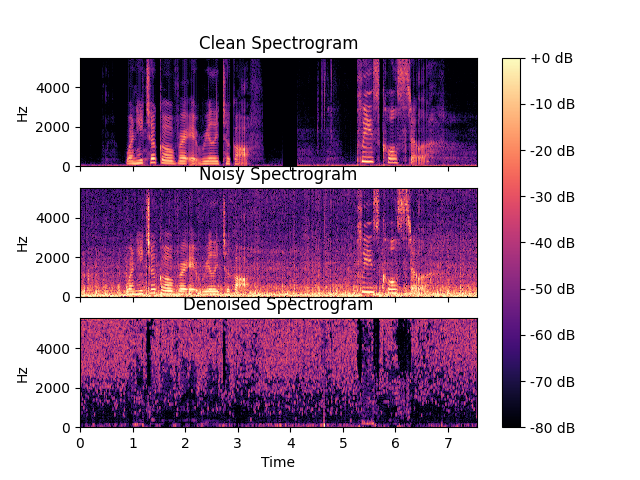 Clean Spectrogram
Hz
4000
2000
0
Noisy Spectrogram
Hz
4000
2000
0
Denoised Spectrogram
Hz
4000
2000
0
0 1 2 3 4 5 6 7
Time
+0 dB
-10 dB
-20 dB
-30 dB
-40 dB
-50 dB
-60 dB
-70 dB
-80 dB